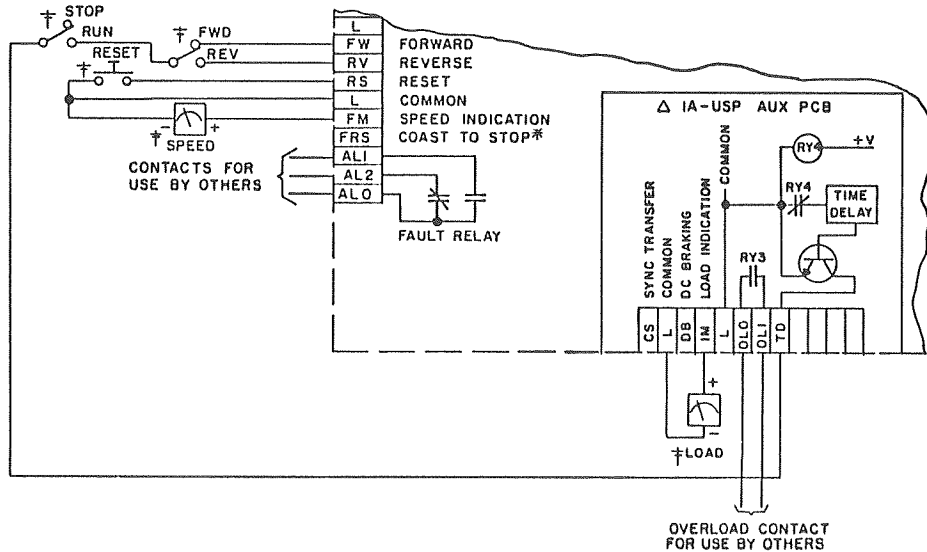 ‡ STOP
RUN
‡ FWD
REV
‡ RESET
‡ − SPEED +
CONTACTS FOR
USE BY OTHERS
L
FW FORWARD
RV REVERSE
RS RESET
L COMMON
FM SPEED INDICATION
FRS COAST TO STOP*
AL1
AL2
AL0
FAULT RELAY
Δ IA-USP AUX PCB
RY4
+V
RY4
TIME
DELAY
RY3
SYNC TRANSFER
COMMON
DC BRAKING
LOAD INDICATION
COMMON
CS
L
DB
IM
L
OLO
OLI
TD
+
−
‡ LOAD
OVERLOAD CONTACT
FOR USE BY OTHERS